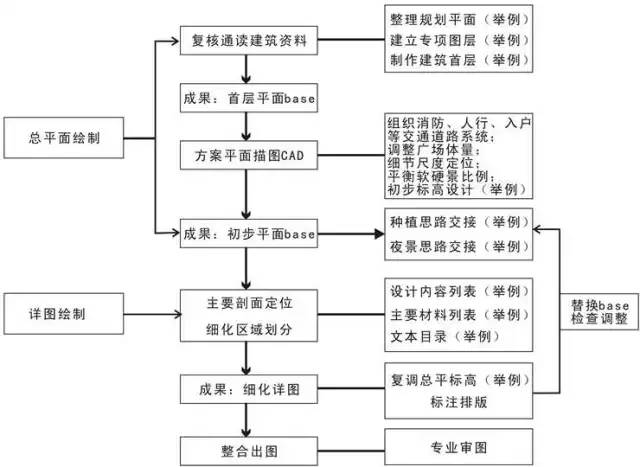 复核通读建筑资料
整理规划平面（举例）
建立专项图层（举例）
制作建筑首层（举例）
成果：首层平面base
总平面绘制
方案平面描图CAD
组织消防、人行、入户
等交通道路系统；
调整广场体量；
细节尺度定位；
平衡软硬景比例；
初步标高设计（举例）
成果：初步平面base
种植思路交接（举例）
夜景思路交接（举例）
详图绘制
主要剖面定位
细化区域划分
设计内容列表（举例）
主要材料列表（举例）
文本目录（举例）
替换base
检查调整
成果：细化详图
复调总平标高（举例）
标注排版
整合出图
专业审图